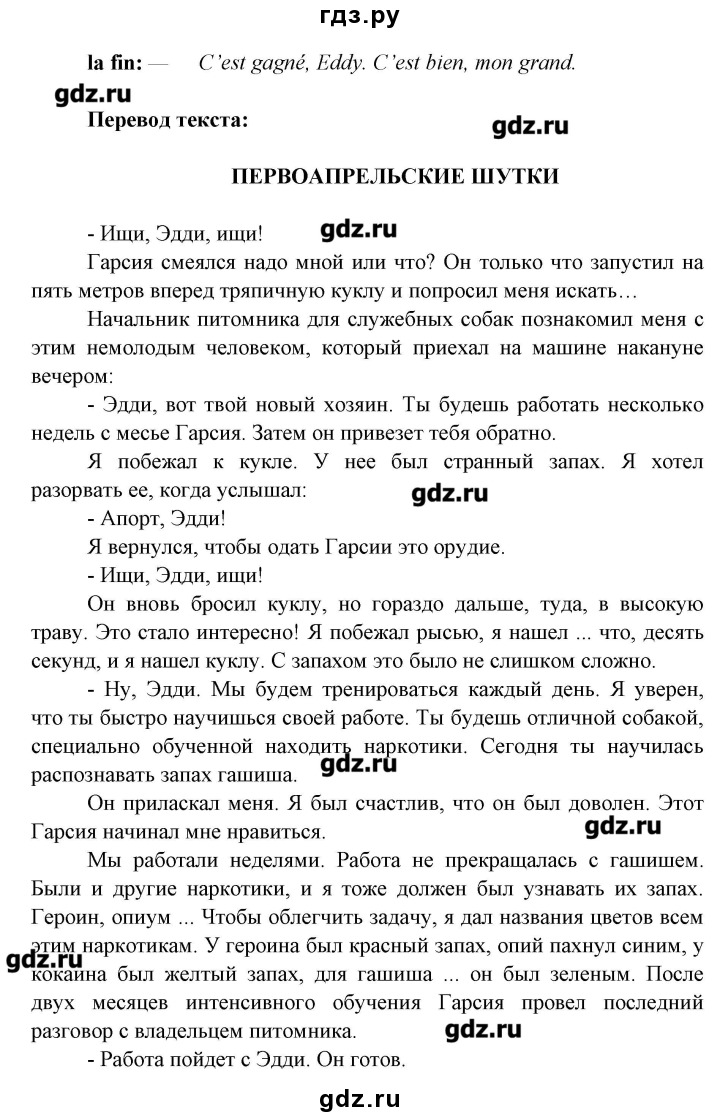 гдз.ру
la fin: — C’est gagné, Eddy. C’est bien, mon grand.
gdz.ru
Перевод текста:
gdz.ru
ПЕРВОАПРЕЛЬСКИЕ ШУТКИ
- Ищи, Эдди, ищи!
gdz.ru
Гарсия смеялся надо мной или что? Он только что запустил на
пять метров вперед тряпичную куклу и попросил меня искать…
Начальник питомника для служебных собак познакомил меня с
этим немолодым человеком, который приехал на машине накануне
вечером:
- Эдди, вот твой новый хозяин. Ты будешь работать несколько
недель с месье Гарсия. Затем он привезет тебя обратно.
Я побежал к кукле. У нее был странный запах. Я хотел
разорвать ее, когда услышал:
gdz.ru
- Апорт, Эдди!
Я вернулся, чтобы одать Гарсии это орудие.
- Ищи, Эдди, ищи!
Он вновь бросил куклу, но гораздо дальше, туда, в высокую
траву. Это стало интересно! Я побежал рысью, я нашел ... что, десять
секунд, и я нашел куклу. С запахом это было не слишком сложно.
- Ну, Эдди. Мы будем тренироваться каждый день. Я уверен,
что ты быстро научишься своей работе. Ты будешь отличной собакой,
специально обученной находить наркотики. Сегодня ты научилась
распознавать запах гашиша.
gdz.ru
Он приласкал меня. Я был счастлив, что он был доволен. Этот
Гарсия начинал мне нравиться.
gdz.ru
Мы работали неделями. Работа не прекращалась с гашишем.
Были и другие наркотики, и я тоже должен был узнавать их запах.
Героин, опиум ... Чтобы облегчить задачу, я дал названия цветов всем
этим наркотикам. У героина был красный запах, опий пахнул синим, у
gdz.ru
кокаина был желтый запах, для гашиша ... он был зеленым. После
двух месяцев интенсивного обучения Гарсия провел последний
разговор с владельцем питомника.
gdz.ru
- Работа пойдет с Эдди. Он готов.
gdz.ru